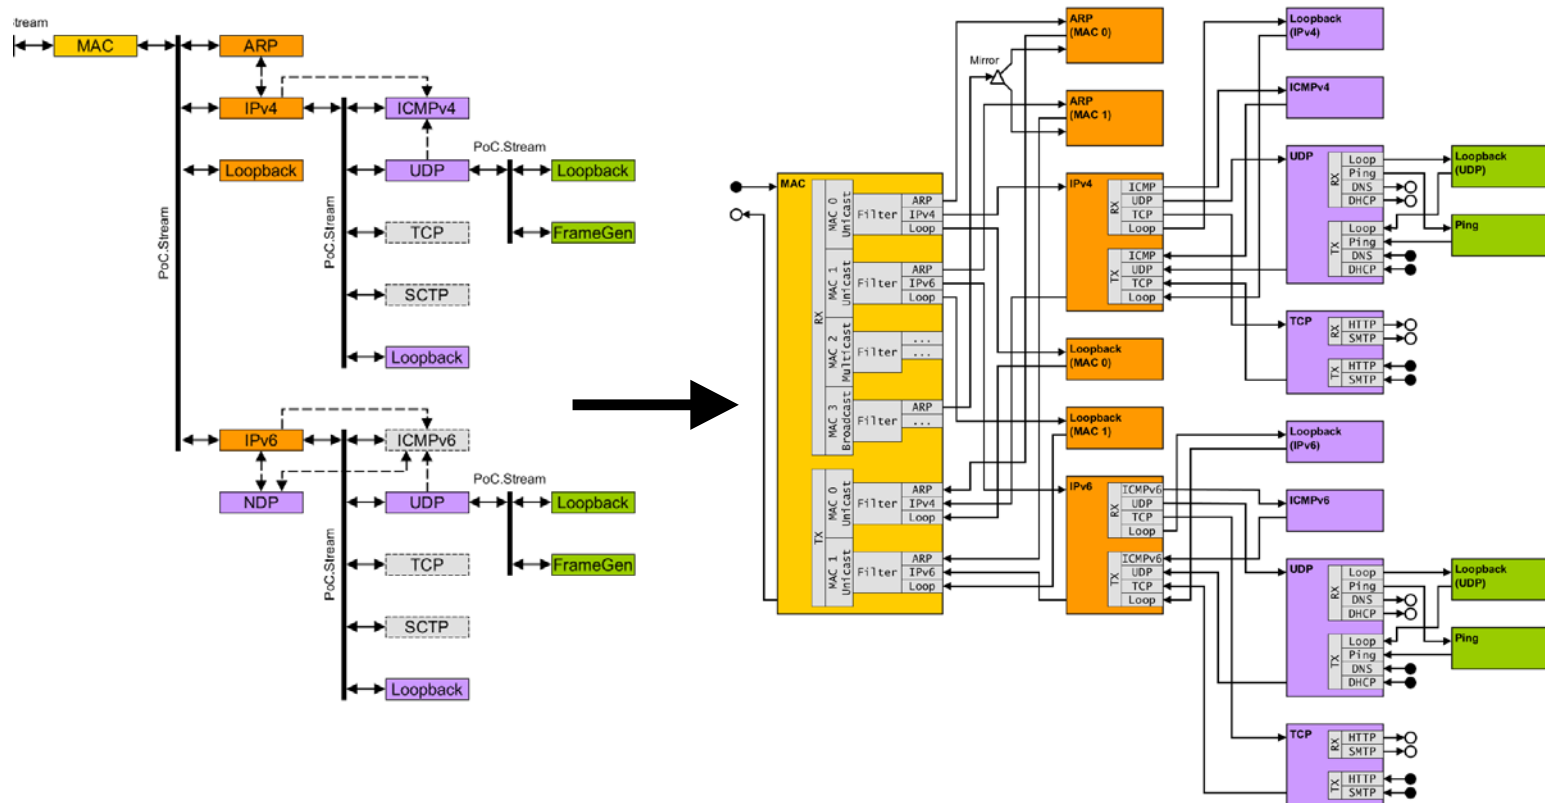 Stream
MAC
ARP
IPv4
ICMPv4
PoC.Stream
Loopback
UDP
Loopback
PoC.Stream
PoC.Stream
TCP
FrameGen
SCTP
Loopback
IPv6
ICMPv6
PoC.Stream
NDP
UDP
Loopback
PoC.Stream
TCP
FrameGen
SCTP
Loopback
MAC
RX
MAC 0
Unicast
Filter
ARP
IPv4
Loop
MAC 1
Unicast
Filter
ARP
IPv6
Loop
MAC 2
Multicast
Filter
...
...
MAC 3
Broadcast
Filter
ARP
...
TX
MAC 0
Unicast
Filter
ARP
IPv4
Loop
MAC 1
Unicast
Filter
ARP
IPv6
Loop
Mirror
ARP
(MAC 0)
ARP
(MAC 1)
IPv4
RX
ICMP
UDP
TCP
Loop
TX
ICMP
UDP
TCP
Loop
Loopback
(MAC 0)
Loopback
(MAC 1)
IPv6
RX
ICMPv6
UDP
TCP
Loop
TX
ICMPv6
UDP
TCP
Loop
Loopback
(IPv4)
ICMPv4
UDP
RX
Loop
Ping
DNS
DHCP
TX
Loop
Ping
DNS
DHCP
Loopback
(UDP)
Ping
TCP
RX
HTTP
SMTP
TX
HTTP
SMTP
Loopback
(IPv6)
ICMPv6
UDP
RX
Loop
Ping
DNS
DHCP
TX
Loop
Ping
DNS
DHCP
Loopback
(UDP)
Ping
TCP
RX
HTTP
SMTP
TX
HTTP
SMTP